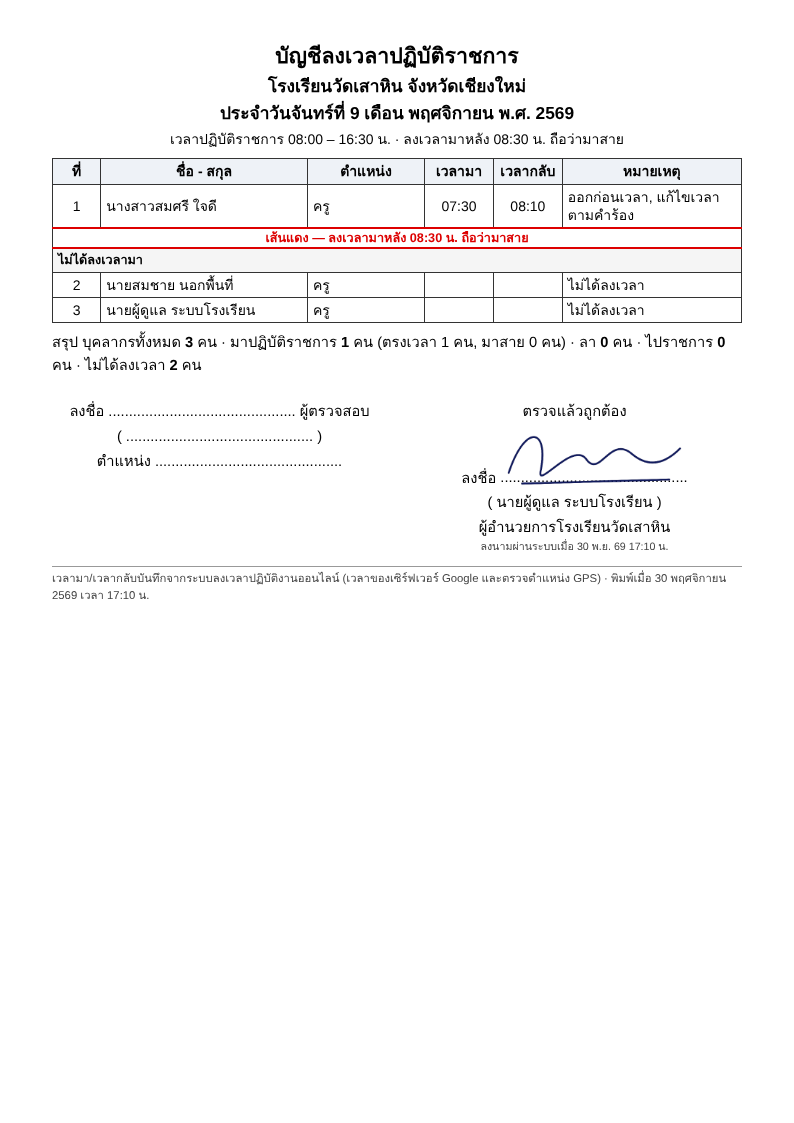 บัญชีลงเวลาปฏิบัติราชการ
โรงเรียนวัดเสาหิน จังหวัดเชียงใหม่
ประจำวันจันทร์ที่ 9 เดือน พฤศจิกายน พ.ศ. 2569
เวลาปฏิบัติราชการ 08:00 – 16:30 น. · ลงเวลามาหลัง 08:30 น. ถือว่ามาสาย
ที่ ชื่อ - สกุล ตำแหน่ง เวลามา เวลากลับ หมายเหตุ
1 นางสาวสมศรี ใจดี ครู 07:30 08:10 ออกก่อนเวลา, แก้ไขเวลา
ตามคำร้อง
เส้นแดง — ลงเวลามาหลัง 08:30 น. ถือว่ามาสาย
ไม่ได้ลงเวลามา
2 นายสมชาย นอกพื้นที่ ครู ไม่ได้ลงเวลา
3 นายผู้ดูแล ระบบโรงเรียน ครู ไม่ได้ลงเวลา
สรุป บุคลากรทั้งหมด 3 คน · มาปฏิบัติราชการ 1 คน (ตรงเวลา 1 คน, มาสาย 0 คน) · ลา 0 คน · ไปราชการ 0
คน · ไม่ได้ลงเวลา 2 คน
ลงชื่อ .............................................. ผู้ตรวจสอบ
( .............................................. )
ตำแหน่ง ..............................................
ตรวจแล้วถูกต้อง
ลงชื่อ ..............................................
( นายผู้ดูแล ระบบโรงเรียน )
ผู้อำนวยการโรงเรียนวัดเสาหิน
ลงนามผ่านระบบเมื่อ 30 พ.ย. 69 17:10 น.
เวลามา/เวลากลับบันทึกจากระบบลงเวลาปฏิบัติงานออนไลน์ (เวลาของเซิร์ฟเวอร์ Google และตรวจตำแหน่ง GPS) · พิมพ์เมื่อ 30 พฤศจิกายน
2569 เวลา 17:10 น.